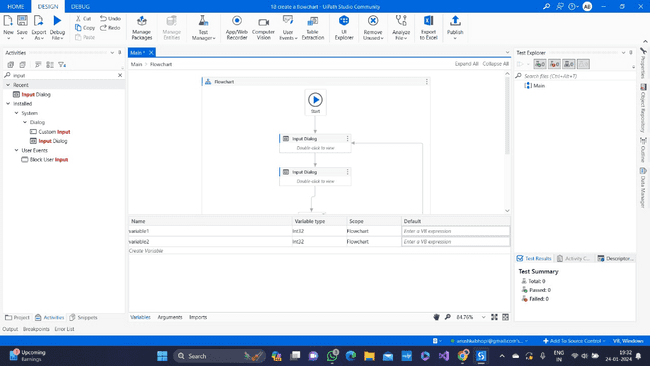 HOME DESIGN DEBUG
10 create a flowchart - UiPath Studio Community
AE
New Save Export As Debug File
Cut Undo
Copy Redo
Paste
Manage Packages
Manage Entities
Test Manager
App/Web Recorder
Computer Vision
User Events
Table Extraction
UI Explorer
Remove Unused
Analyze File
Export to Excel
Publish
Activities
input
Recent
Input Dialog
Installed
System
Dialog
Custom Input
Input Dialog
User Events
Block User Input
Main *
Main > Flowchart
Expand All Collapse All
Flowchart
Start
Input Dialog
Double-click to view
Input Dialog
Double-click to view
Name Variable type Scope Default
variable1 Int32 Flowchart Enter a VB expression
variable2 Int32 Flowchart Enter a VB expression
Create Variable
Variables Arguments Imports
84.76%
Test Explorer
Search tests (Ctrl+Alt+T)
Main
Test Results Activity C... Descriptor...
Test Summary
Total: 0
Passed: 0
Failed: 0
Properties
Object Repository
Outline
Data Manager
Project Activities Snippets
Output Breakpoints Error List
Add To Source Control VB, Windows
Upcoming
Earnings
Search
ENG
IN
19:32
24-01-2024